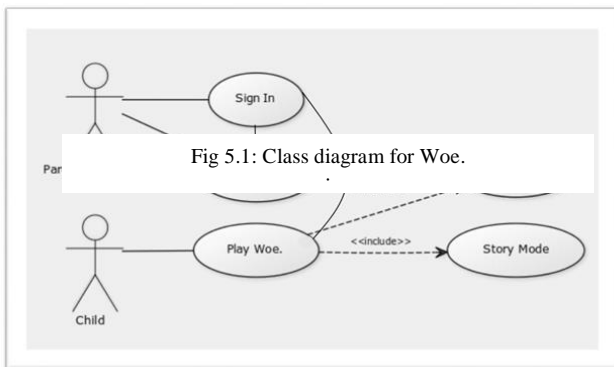 Sign In
Fig 5.1: Class diagram for Woe.
.
Play Woe.
<<include>>
Story Mode
Child